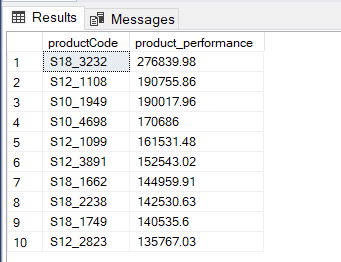 Results Messages
productCode product_performance
1 S18_3232 276839.98
2 S12_1108 190755.86
3 S10_1949 190017.96
4 S10_4698 170686
5 S12_1099 161531.48
6 S12_3891 152543.02
7 S18_1662 144959.91
8 S18_2238 142530.63
9 S18_1749 140535.6
10 S12_2823 135767.03